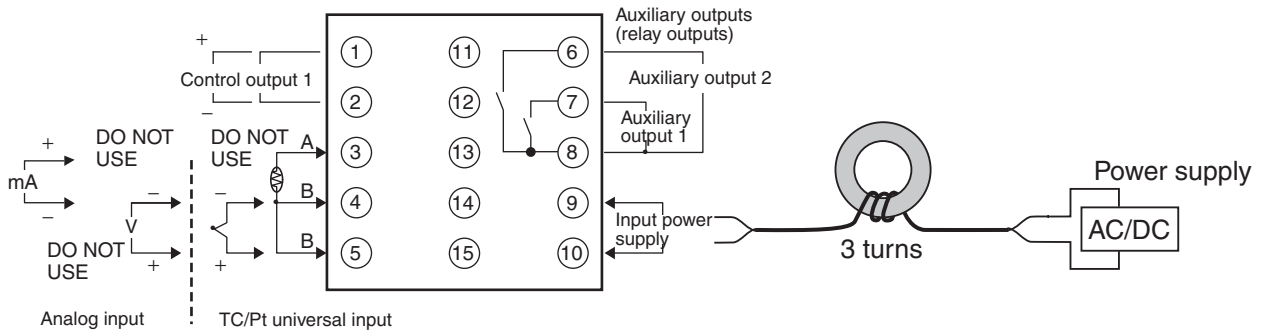 Auxiliary outputs
(relay outputs)
+
Control output 1
−
1
2
3
4
5
11
12
13
14
15
6
7
8
9
10
Auxiliary output 2
Auxiliary
output 1
DO NOT
USE
+
mA
−
−
V
+
DO NOT
USE
DO NOT
USE
A
B
B
−
+
Input power
supply
3 turns
Power supply
AC/DC
Analog input
TC/Pt universal input